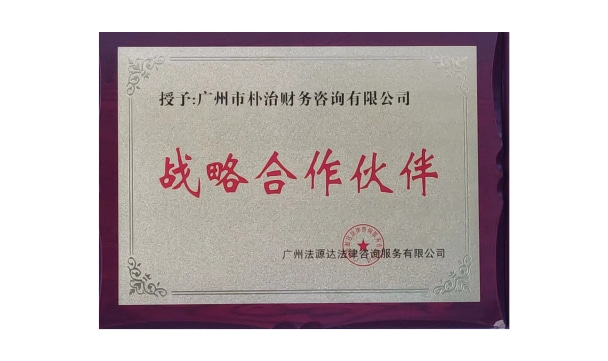 授予:广州市朴治财务咨询有限公司
战略合作伙伴
广州法源达法律咨询服务有限公司